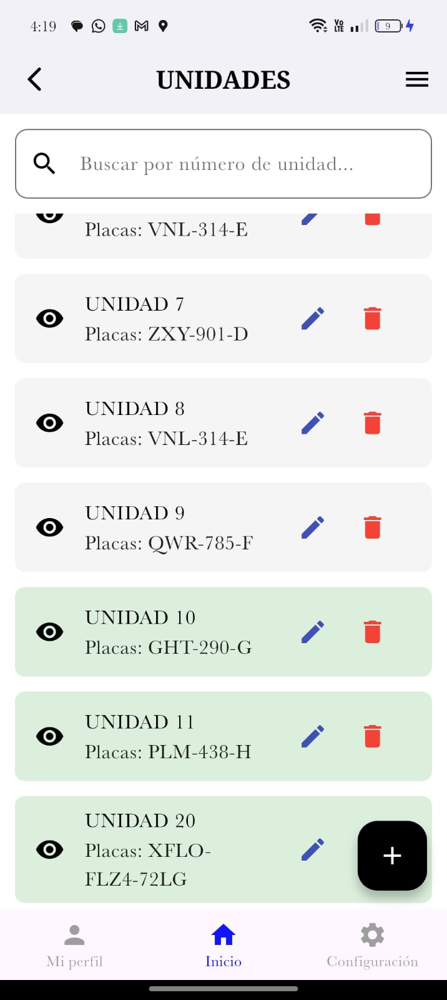 4:19
Vo
LTE
9
UNIDADES
Buscar por número de unidad...
Placas: VNL-314-E
UNIDAD 7
Placas: ZXY-901-D
UNIDAD 8
Placas: VNL-314-E
UNIDAD 9
Placas: QWR-785-F
UNIDAD 10
Placas: GHT-290-G
UNIDAD 11
Placas: PLM-438-H
UNIDAD 20
Placas: XFLO-
FLZ4-72LG
Mi perfil
Inicio
Configuración